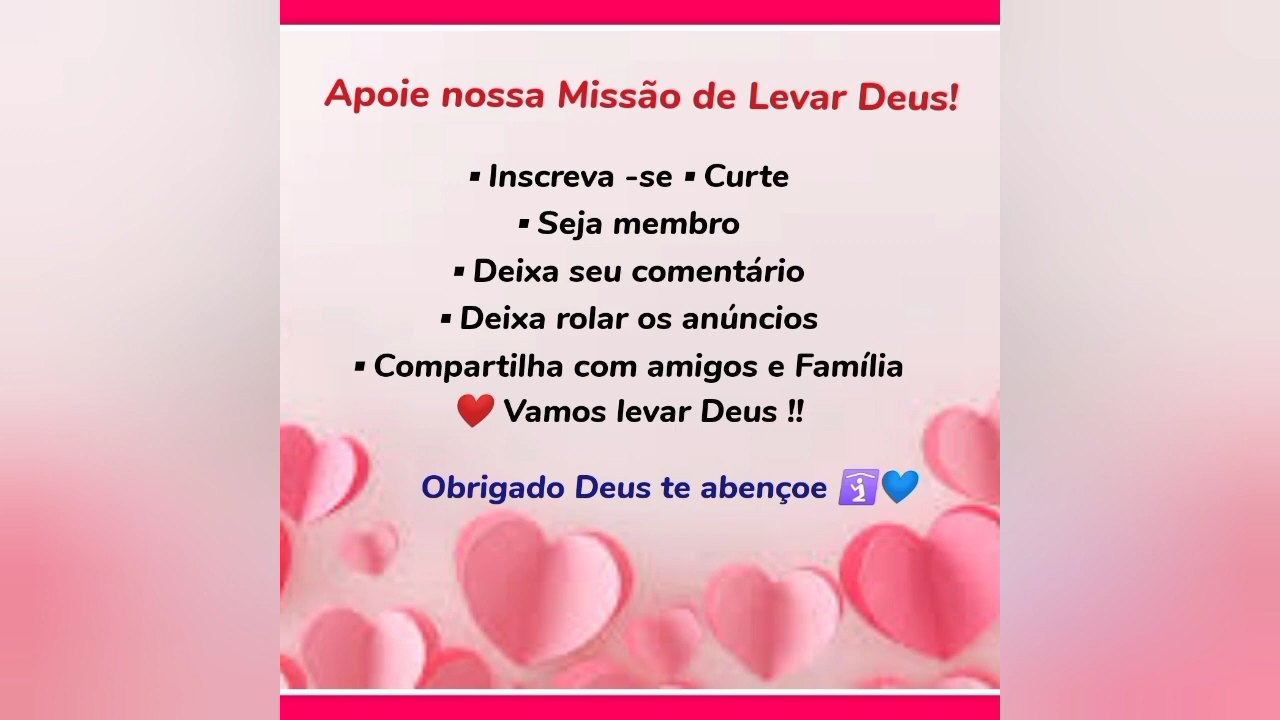 Apoie nossa Missão de Levar Deus!
▪ Inscreva -se ▪ Curte
▪ Seja membro
▪ Deixa seu comentário
▪ Deixa rolar os anúncios
▪ Compartilha com amigos e Família
❤️ Vamos levar Deus !!
Obrigado Deus te abençoe 🛐💙